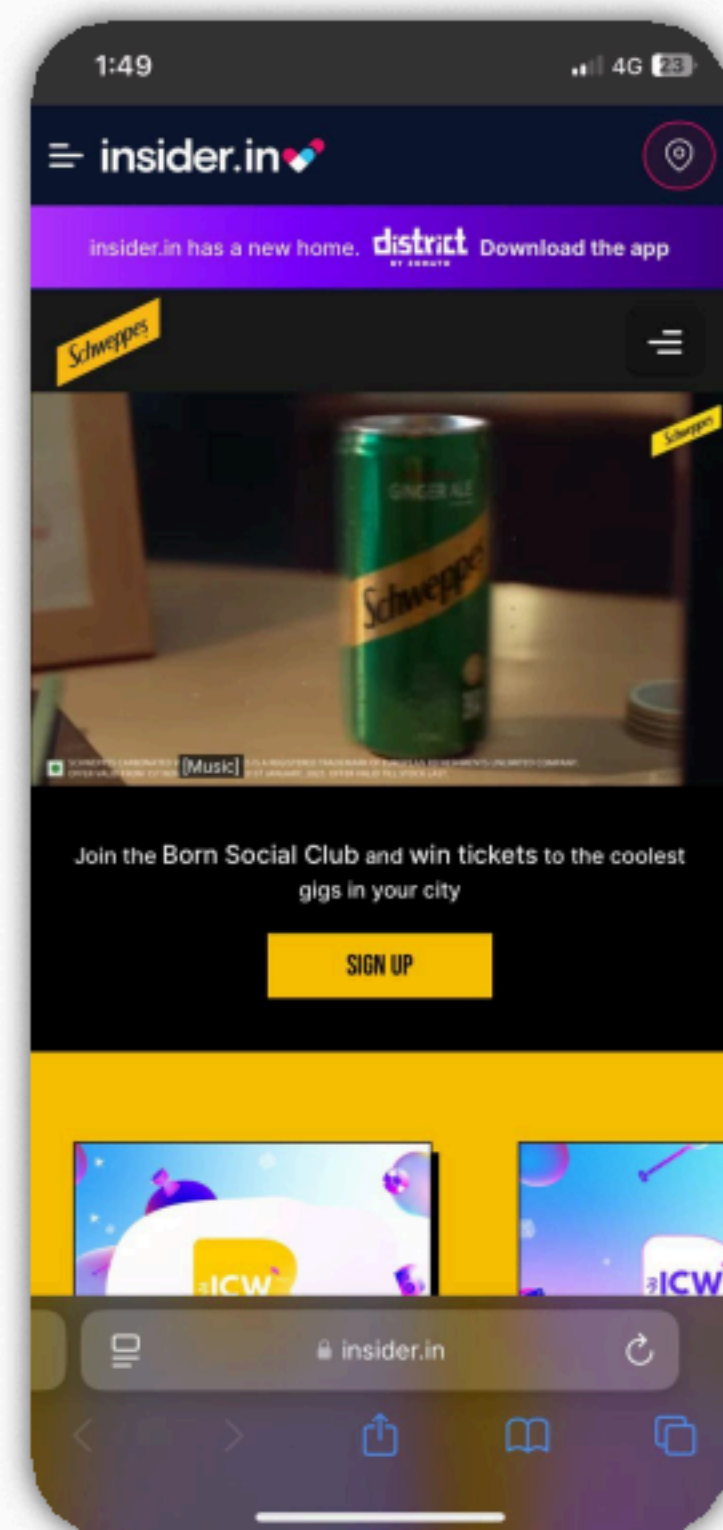 1:49
4G 23
insider.in
insider.in has a new home. district BY ZOMATO Download the app
Schweppes
Schweppes
GINGER ALE
Schweppes
[Music]
Join the Born Social Club and win tickets to the coolest
gigs in your city
SIGN UP
ICW
ICW
insider.in